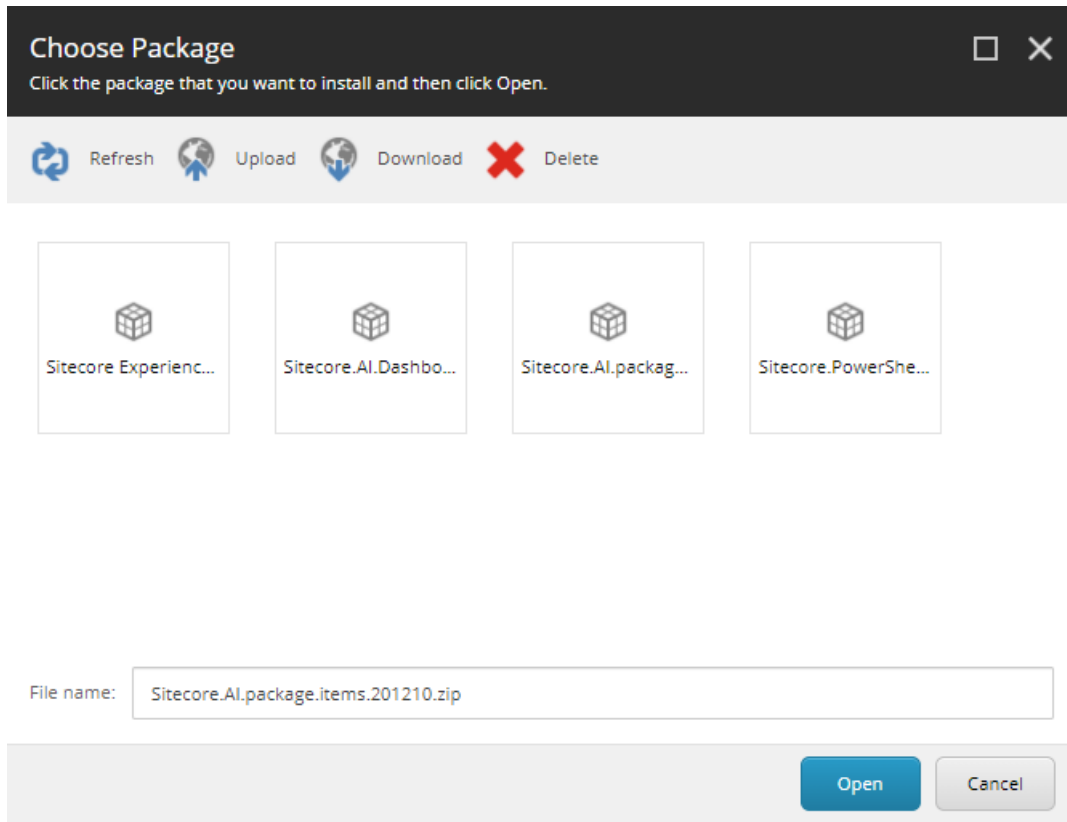 Choose Package
Click the package that you want to install and then click Open.
Refresh Upload Download Delete
Sitecore Experienc... Sitecore.AI.Dashbo... Sitecore.AI.packag... Sitecore.PowerShe...
File name: Sitecore.AI.package.items.201210.zip
Open Cancel